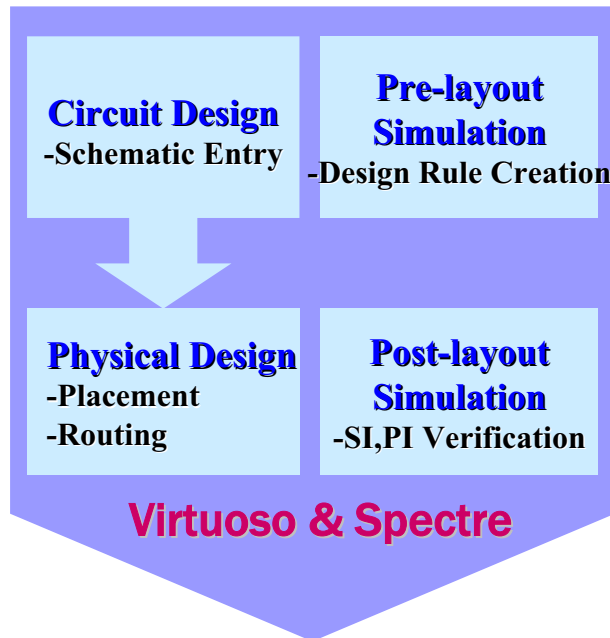 Circuit Design
-Schematic Entry
Pre-layout
Simulation
-Design Rule Creation
Physical Design
-Placement
-Routing
Post-layout
Simulation
-SI,PI Verification
Virtuoso & Spectre